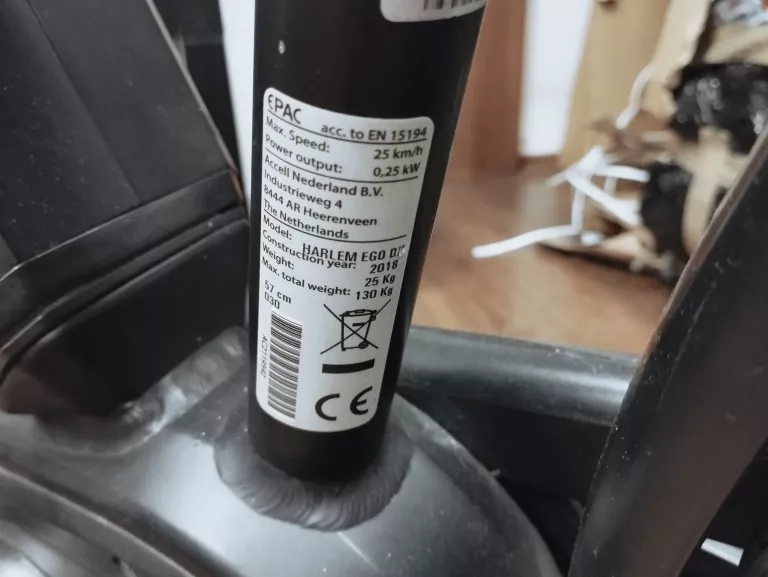 EPAC acc. to EN 15194
Max. Speed: 25 km/h
Power output: 0,25 kW
Accell Nederland B.V.
Industrieweg 4
8444 AR Heerenveen
The Netherlands
Model: HARLEM EGO
Construction year: 2018
Weight: 25 Kg
Max. total weight: 130 Kg
57 cm
030
CE